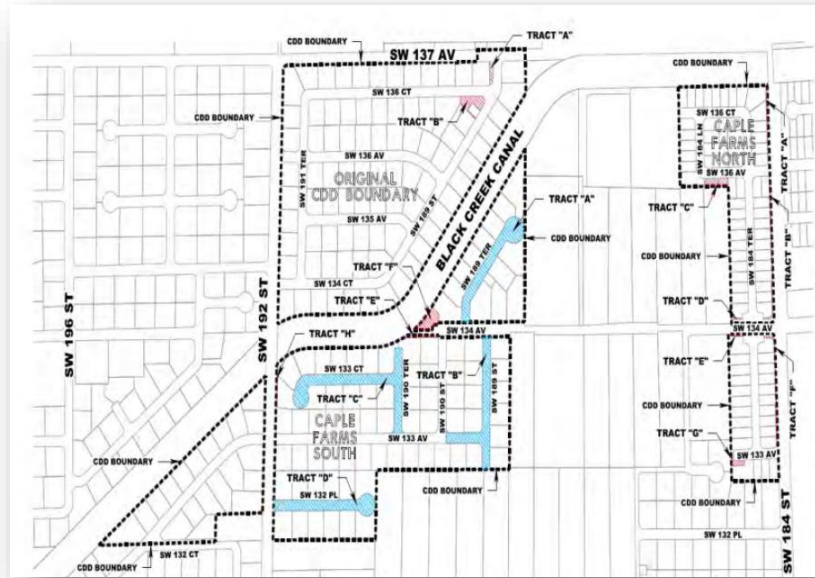 TRACT "A"
CDD BOUNDARY
SW 137 AV
CDD BOUNDARY
SW 136 CT
CDD BOUNDARY
TRACT "B"
SW 136 CT
CAPLE
FARMS
NORTH
SW 184 LN
TRACT "A"
SW 136 AV
SW 136 AV
SW 191 TER
ORIGINAL
CDD BOUNDARY
SW 189 ST
BLACK CREEK CANAL
TRACT "A"
TRACT "C"
SW 135 AV
CDD BOUNDARY
SW 189 TER
CDD BOUNDARY
SW 184 TER
TRACT "B"
TRACT "F"
SW 134 CT
TRACT "E"
TRACT "D"
SW 196 ST
SW 192 ST
TRACT "H"
SW 134 AV
SW 134 AV
TRACT "E"
SW 133 CT
SW 190 TER
TRACT "B"
SW 189 ST
TRACT "C"
SW 190 ST
CDD BOUNDARY
TRACT "F"
CAPLE
FARMS
SOUTH
SW 133 AV
TRACT "G"
SW 133 AV
CDD BOUNDARY
TRACT "D"
CDD BOUNDARY
SW 132 PL
CDD BOUNDARY
SW 184 ST
SW 132 PL
SW 132 CT
CDD BOUNDARY